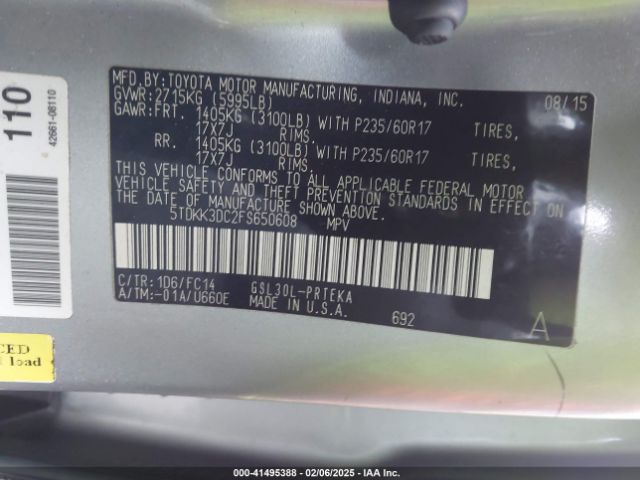 MFD.BY:TOYOTA MOTOR MANUFACTURING, INDIANA, INC. 08/15
GVWR:2715KG (5995LB)
GAWR:FRT. 1405KG (3100LB) WITH P235/60R17 TIRES,
17X7J RIMS.
RR. 1405KG (3100LB) WITH P235/60R17 TIRES,
17X7J RIMS.
THIS VEHICLE CONFORMS TO ALL APPLICABLE FEDERAL MOTOR
VEHICLE SAFETY AND THEFT PREVENTION STANDARDS IN EFFECT ON
THE DATE OF MANUFACTURE SHOWN ABOVE.
5TDKK3DC2FS650608 MPV
C/TR:1D6/FC14 GSL30L-PRTEKA
A/TM:-01A/U660E MADE IN U.S.A. 692 A
110
42661-08110
CED
load
000-41495388 - 02/06/2025 - IAA Inc.